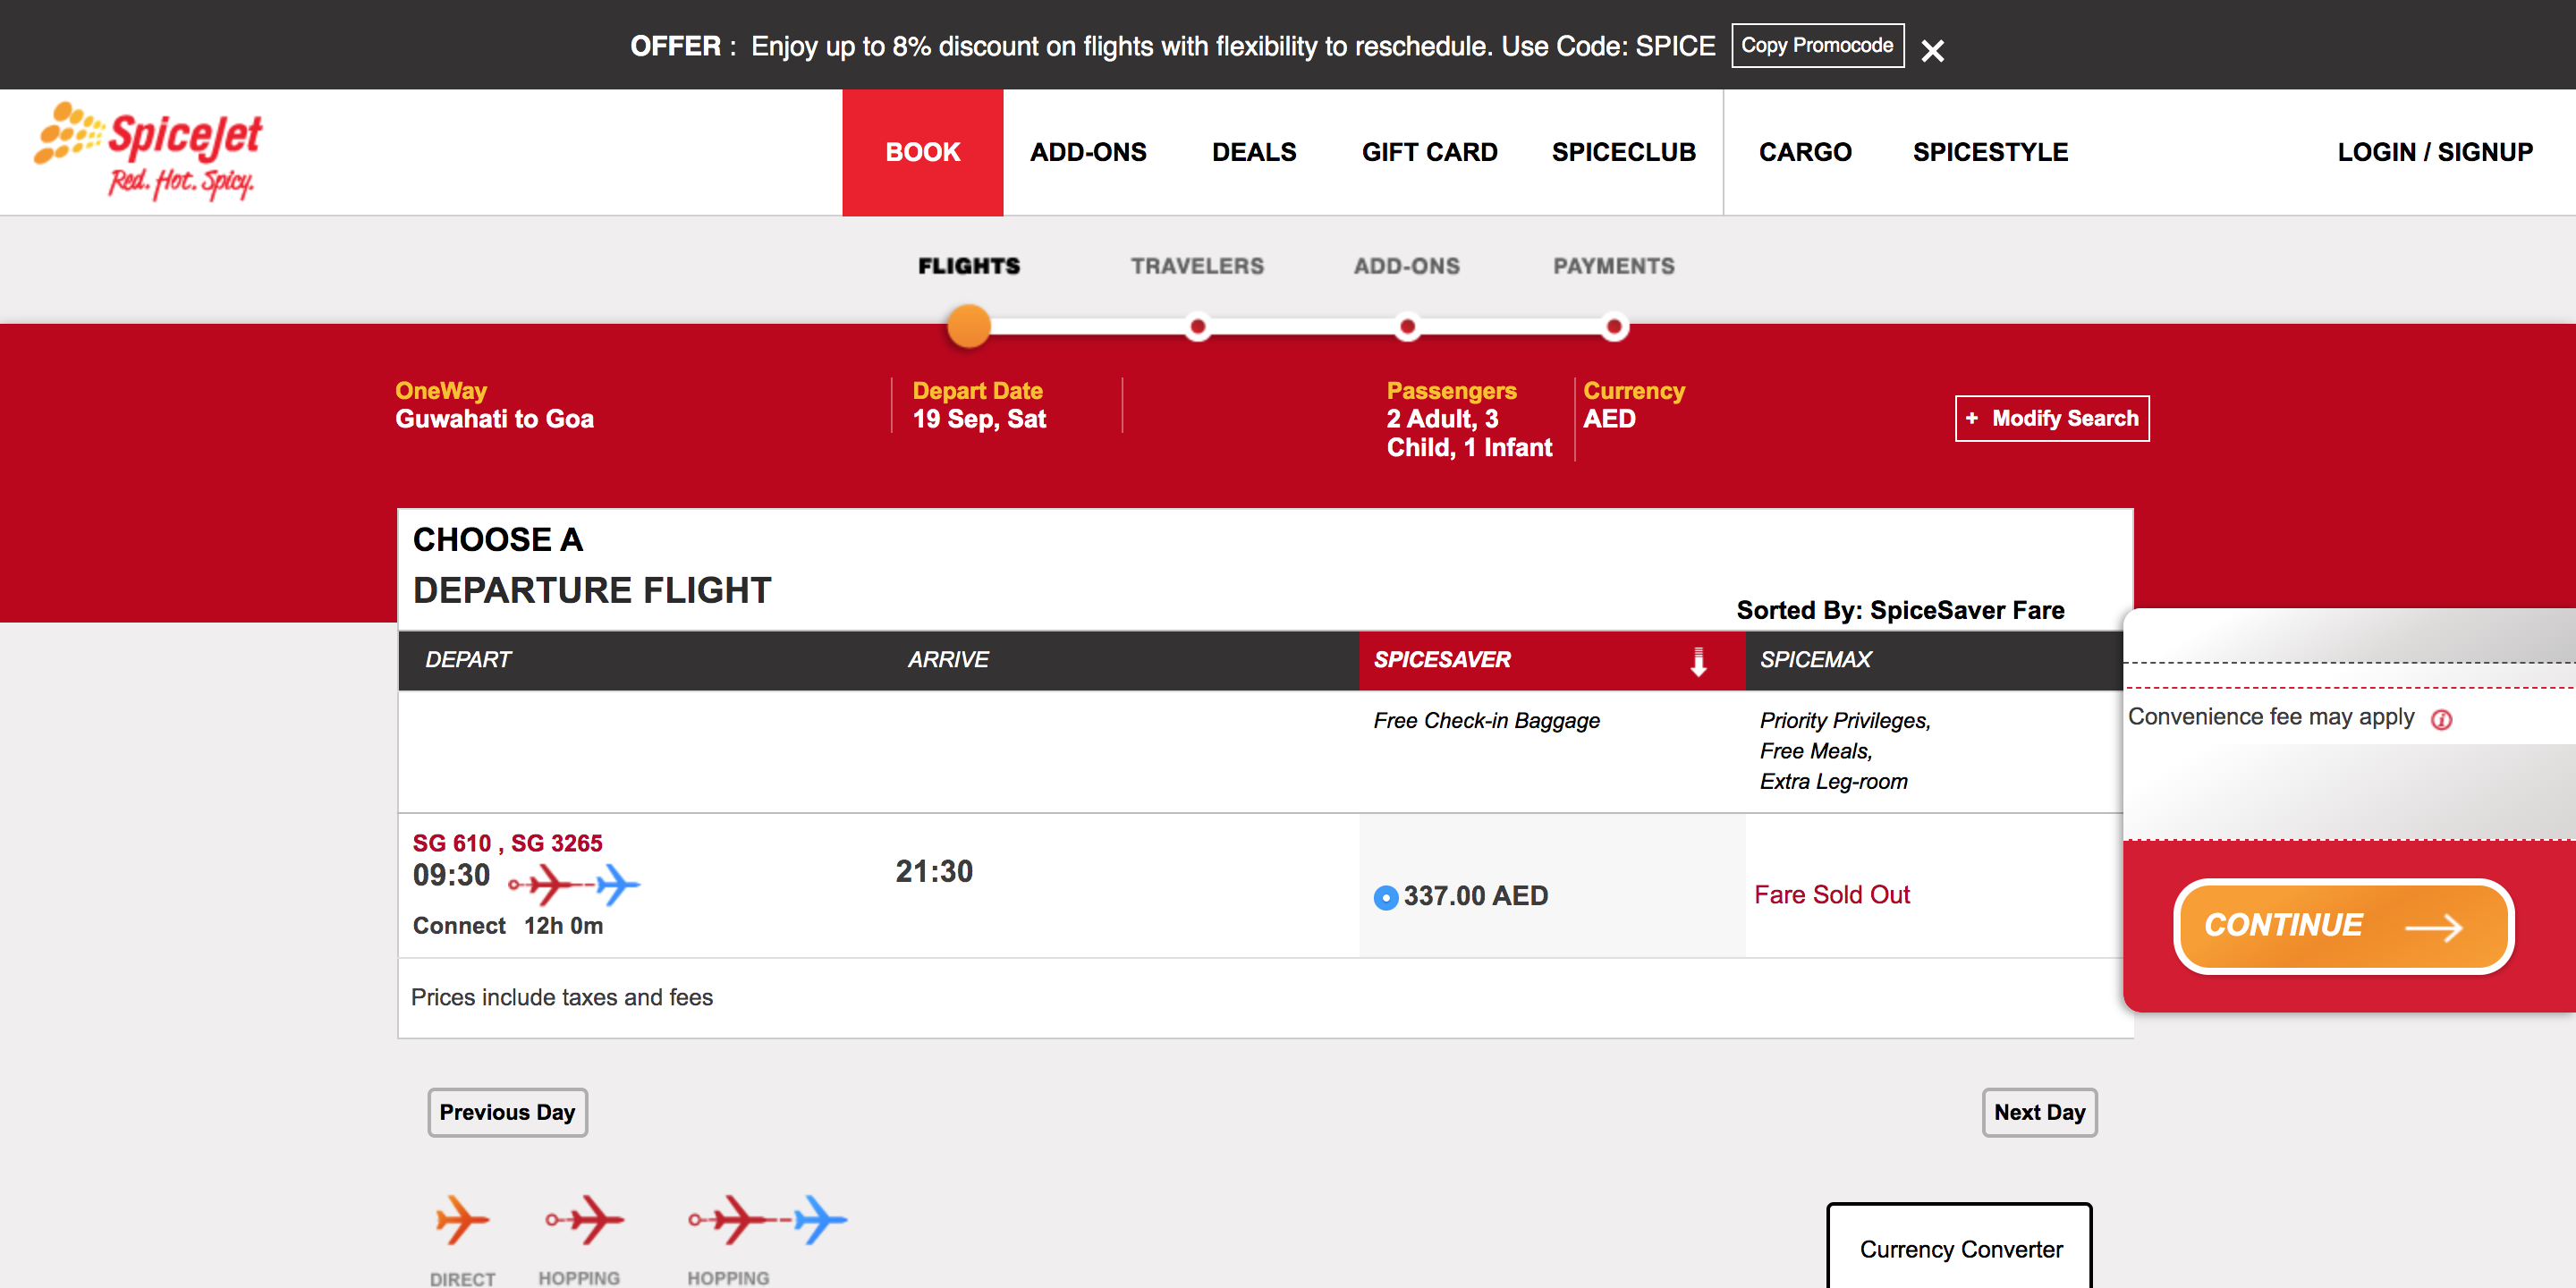 OFFER : Enjoy up to 8% discount on flights with flexibility to reschedule. Use Code: SPICE Copy Promocode
SpiceJet
Red. Hot. Spicy.
BOOK ADD-ONS DEALS GIFT CARD SPICECLUB CARGO SPICESTYLE LOGIN / SIGNUP
FLIGHTS TRAVELERS ADD-ONS PAYMENTS
OneWay
Guwahati to Goa
Depart Date
19 Sep, Sat
Passengers
2 Adult, 3
Child, 1 Infant
Currency
AED
+ Modify Search
CHOOSE A
DEPARTURE FLIGHT
Sorted By: SpiceSaver Fare
DEPART ARRIVE SPICESAVER SPICEMAX
Free Check-in Baggage
Priority Privileges,
Free Meals,
Extra Leg-room
SG 610 , SG 3265
09:30
Connect 12h 0m
21:30
337.00 AED
Fare Sold Out
Prices include taxes and fees
Convenience fee may apply
CONTINUE
Previous Day
Next Day
DIRECT HOPPING HOPPING
Currency Converter